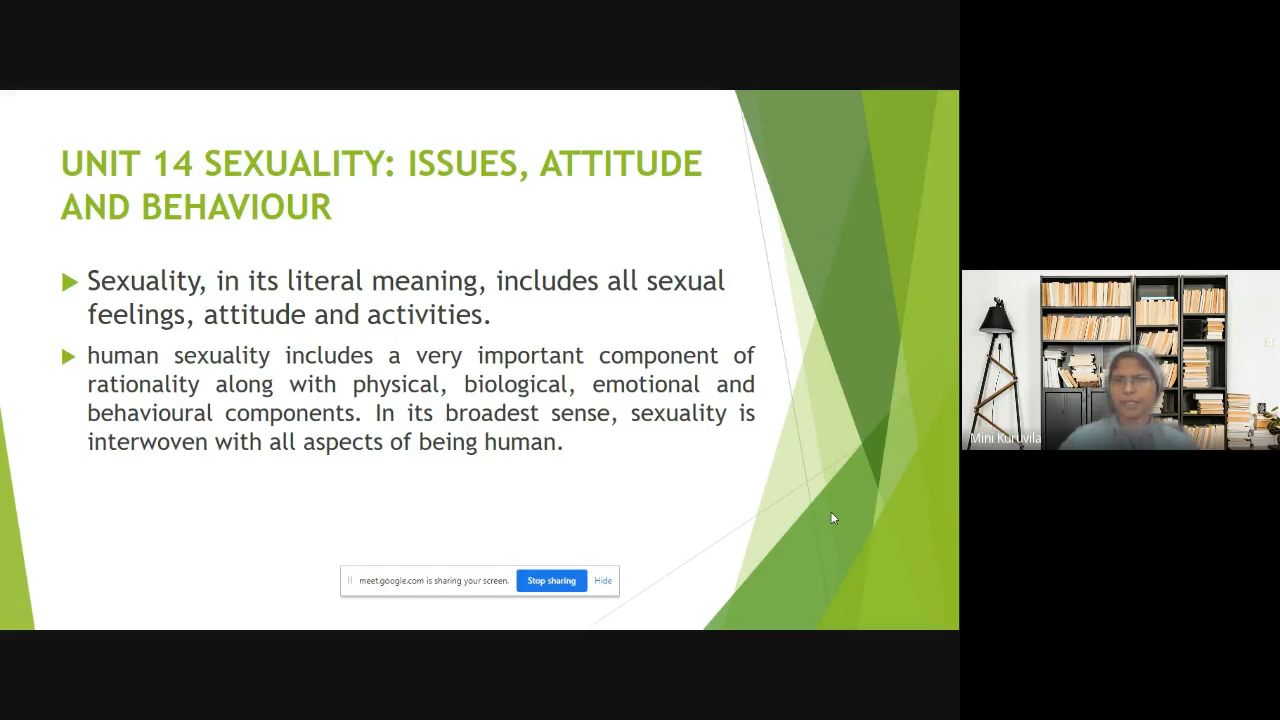 UNIT 14 SEXUALITY: ISSUES, ATTITUDE
AND BEHAVIOUR
Sexuality, in its literal meaning, includes all sexual
feelings, attitude and activities.
human sexuality includes a very important component of
rationality along with physical, biological, emotional and
behavioural components. In its broadest sense, sexuality is
interwoven with all aspects of being human.
meet.google.com is sharing your screen. Stop sharing Hide
Mini Kuruvila